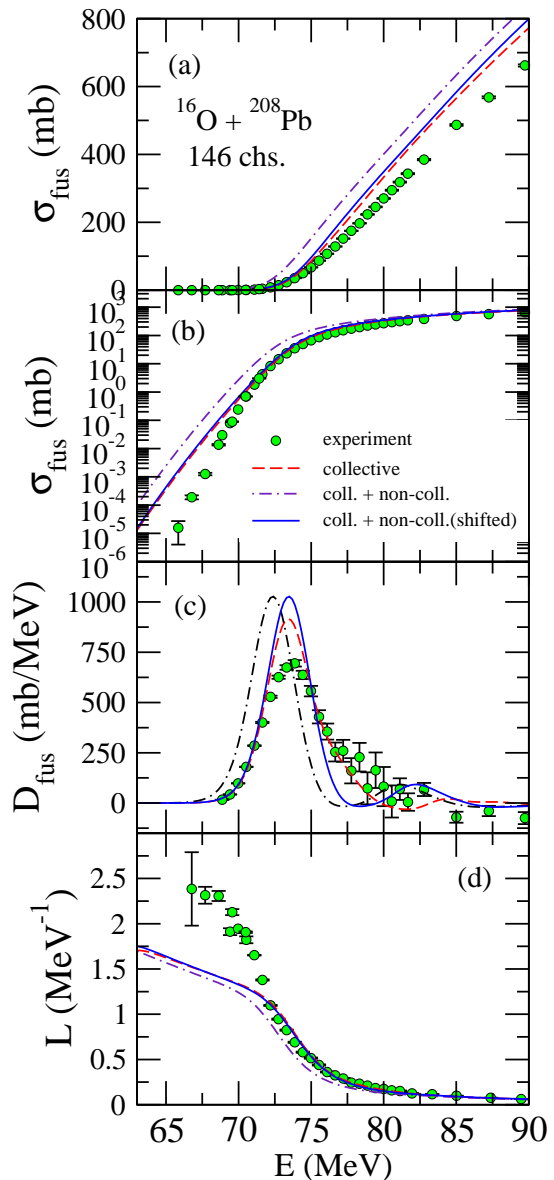 800
600
400
200
0
σ_fus (mb)
(a)
¹⁶O + ²⁰⁸Pb
146 chs.
10³
10²
10¹
10⁰
10⁻¹
10⁻²
10⁻³
10⁻⁴
10⁻⁵
10⁻⁶
σ_fus (mb)
(b)
experiment
collective
coll. + non-coll.
coll. + non-coll.(shifted)
1000
750
500
250
0
D_fus (mb/MeV)
(c)
2.5
2
1.5
1
0.5
0
L (MeV⁻¹)
(d)
65 70 75 80 85 90
E (MeV)